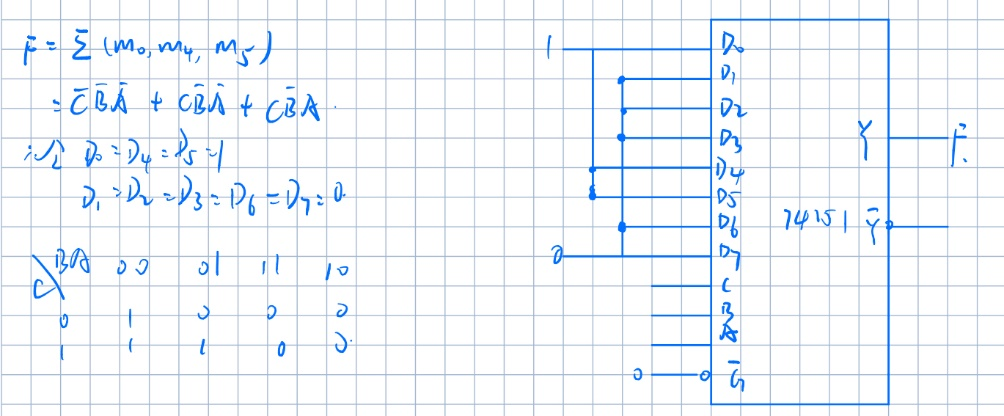 F = Σ (m₀, m₄, m₅)
= C̄B̄Ā + CB̄Ā + CB̄A.
D₀ = D₄ = D₅ = 1
D₁ = D₂ = D₃ = D₆ = D₇ = 0.
C \ BA 00 01 11 10
0 1 0 0 0
1 1 1 0 0.
1 D₀
D₁
D2
D3 Y F.
D4
D5
D6 74151 Ȳ
0 D7
C
B
A
0 Ḡ